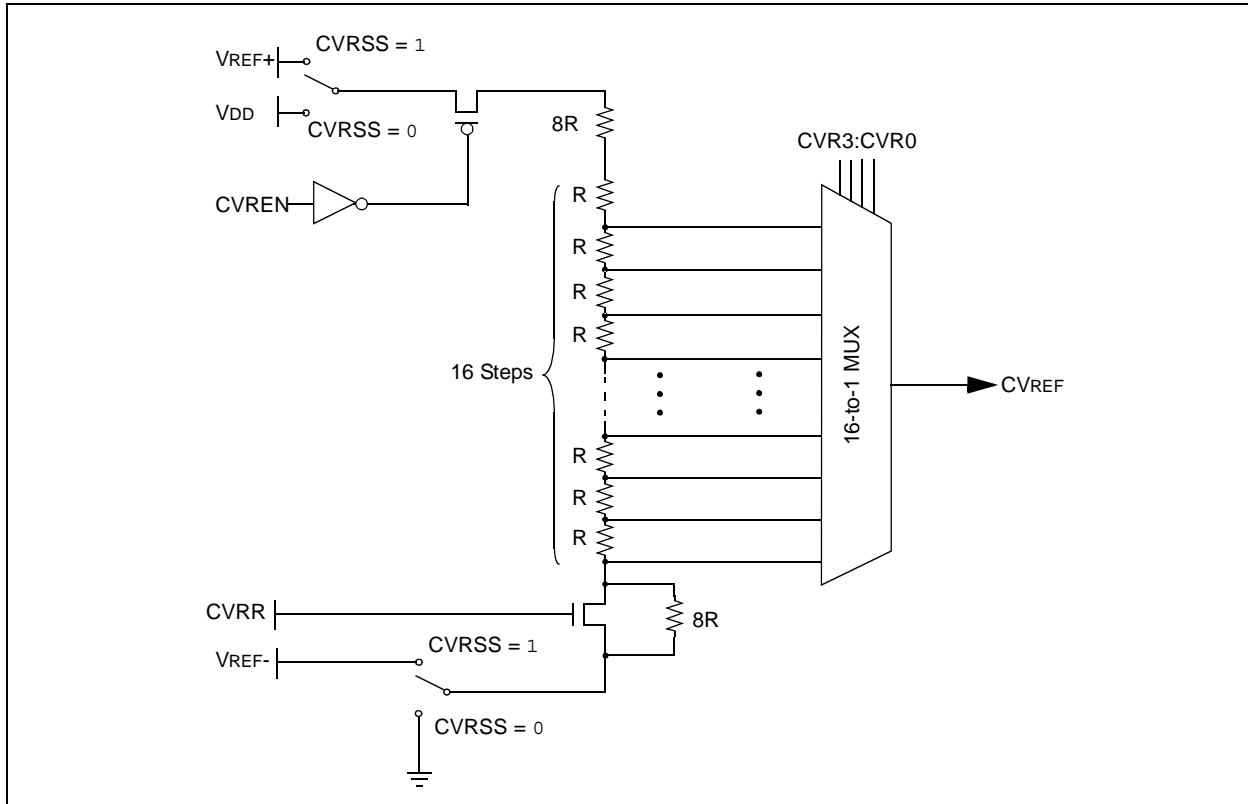 CVRSS = 1
VREF+
VDD
CVRSS = 0
8R
CVR3:CVR0
CVREN
R
R
R
R
16 Steps
16-to-1 MUX
CVREF
R
R
R
CVRR
8R
CVRSS = 1
VREF-
CVRSS = 0